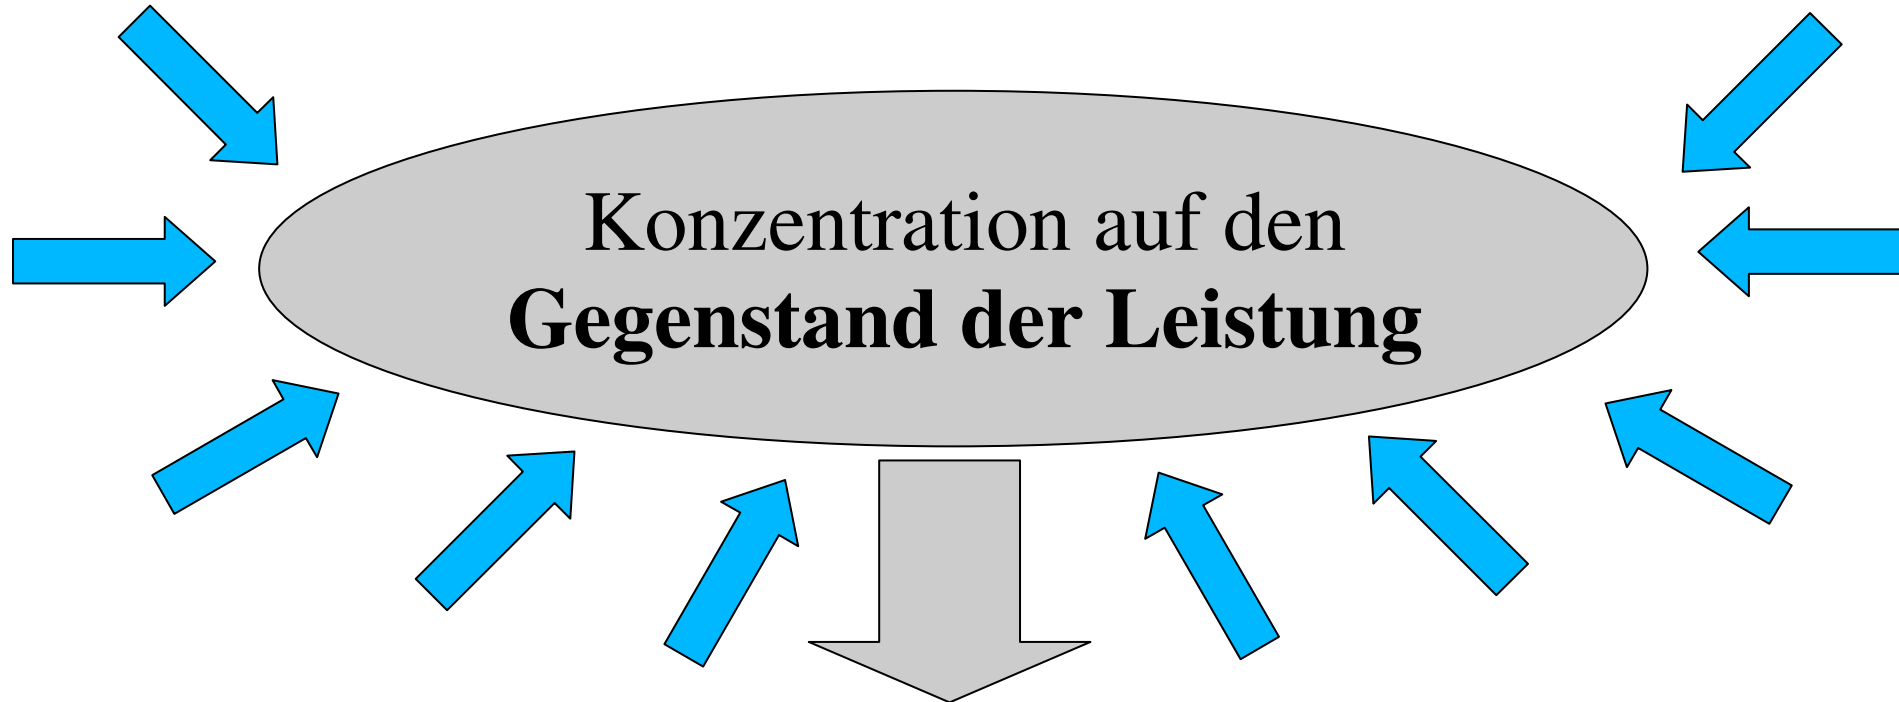 Konzentration auf den
Gegenstand der Leistung